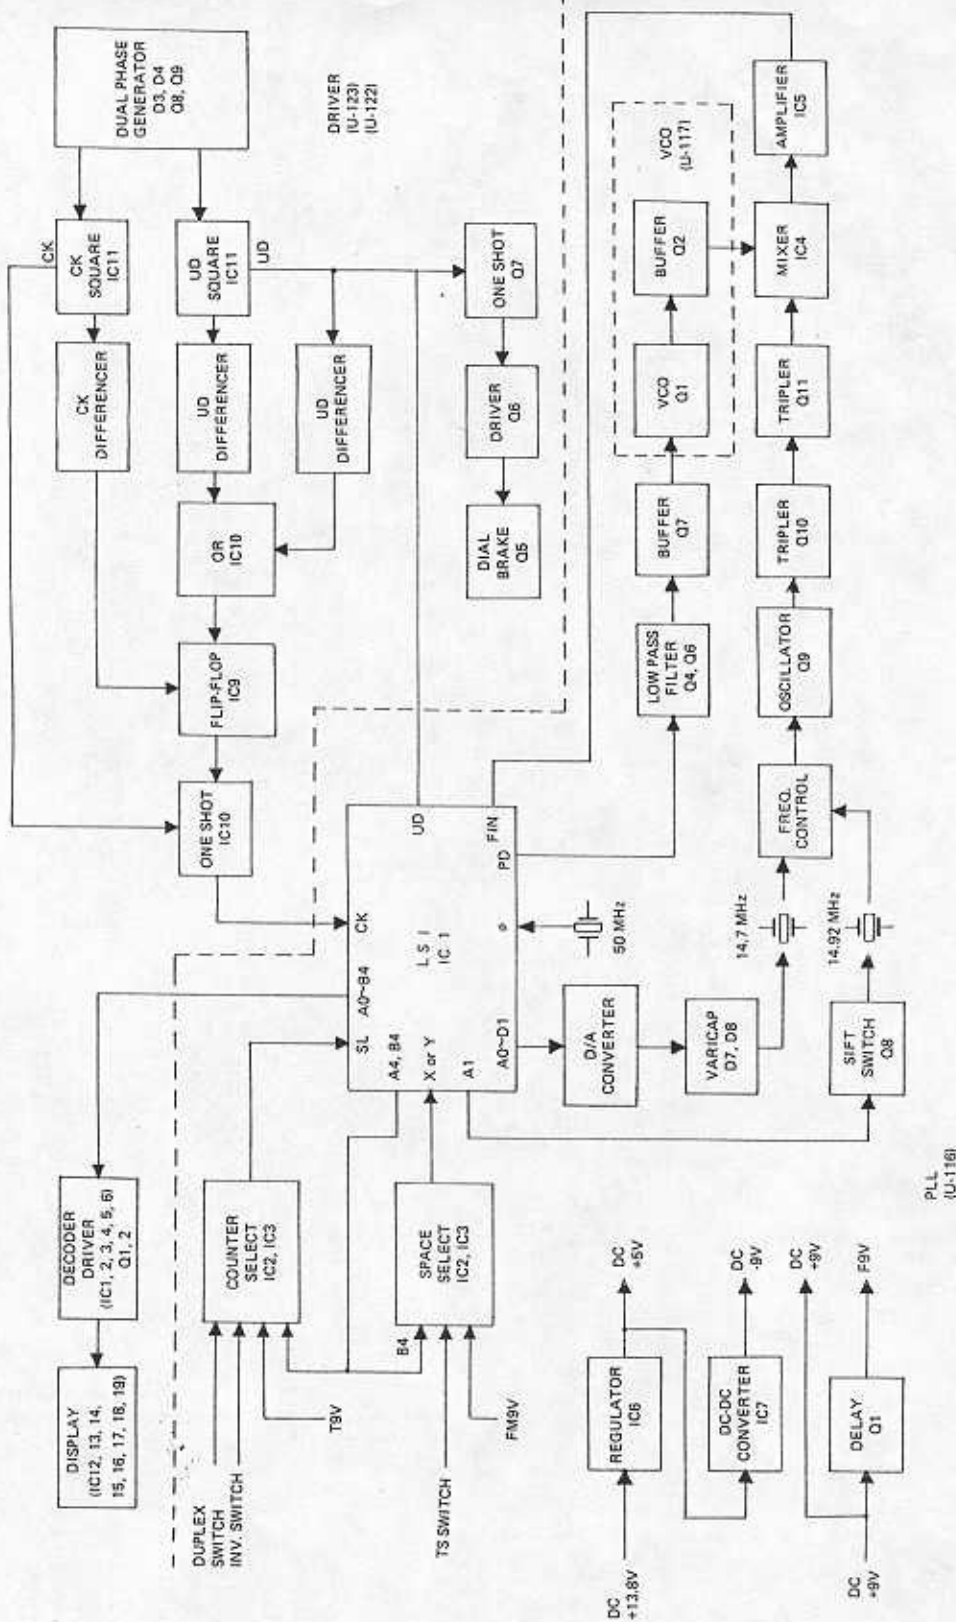 DUAL PHASE
GENERATOR
D3, D4
Q8, Q9
DRIVER
(U-123)
(U-122)
CK
CK
SQUARE
IC11
UD
SQUARE
IC11
UD
CK
DIFFERENCER
UD
DIFFERENCER
UD
DIFFERENCER
ONE SHOT
Q7
DRIVER
Q6
DIAL
BRAKE
Q5
OR
IC10
FLIP-FLOP
IC9
ONE SHOT
IC10
AMPLIFIER
IC5
VCO
(U-117)
BUFFER
Q2
VCO
Q1
MIXER
IC4
TRIPLER
Q11
BUFFER
Q7
TRIPLER
Q10
LOW PASS
FILTER
Q4, Q6
OSCILLATOR
Q9
FREQ.
CONTROL
CK
UD
FIN
PD
L S I
IC 1
φ
A0~B4
SL
A4, B4
X or Y
A1
A0~D1
50 MHz
14.7 MHz
14.92 MHz
D/A
CONVERTER
VARICAP
D7, D8
SIFT
SWITCH
Q8
DECODER
DRIVER
(IC1, 2, 3, 4, 5, 6)
Q1, 2
DISPLAY
(IC12, 13, 14,
15, 16, 17, 18, 19)
COUNTER
SELECT
IC2, IC3
SPACE
SELECT
IC2, IC3
B4
DUPLEX
SWITCH
INV. SWITCH
T9V
TS SWITCH
FM9V
PLL
(U-116)
DC
+5V
DC
-9V
DC
+9V
F9V
REGULATOR
IC6
DC-DC
CONVERTER
IC7
DELAY
Q1
DC
+13.8V
DC
+9V